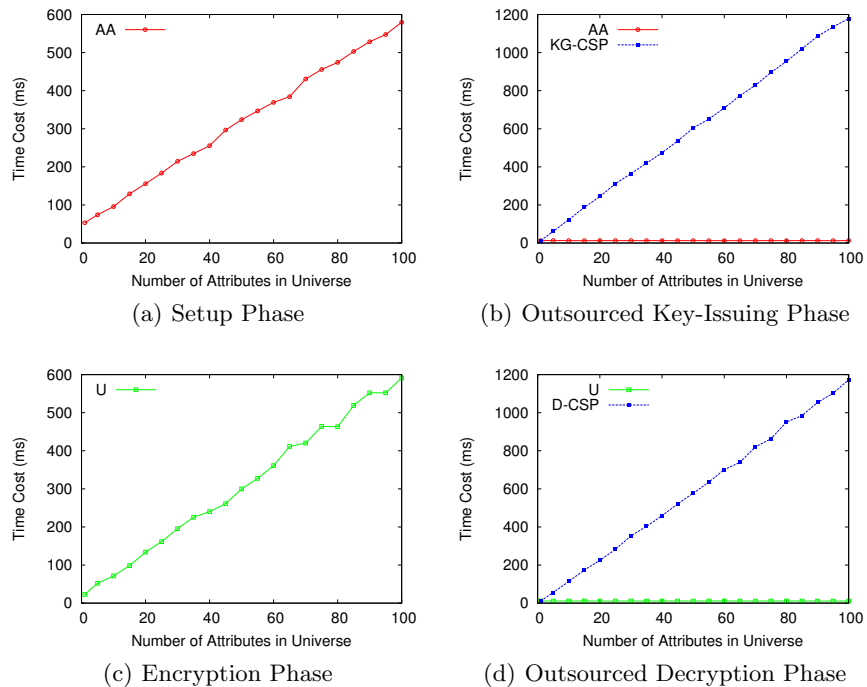 600
500
400
300
200
100
0
Time Cost (ms)
AA
0 20 40 60 80 100
Number of Attributes in Universe
(a) Setup Phase
1200
1000
800
600
400
200
0
Time Cost (ms)
AA
KG-CSP
0 20 40 60 80 100
Number of Attributes in Universe
(b) Outsourced Key-Issuing Phase
600
500
400
300
200
100
0
Time Cost (ms)
U
0 20 40 60 80 100
Number of Attributes in Universe
(c) Encryption Phase
1200
1000
800
600
400
200
0
Time Cost (ms)
U
D-CSP
0 20 40 60 80 100
Number of Attributes in Universe
(d) Outsourced Decryption Phase